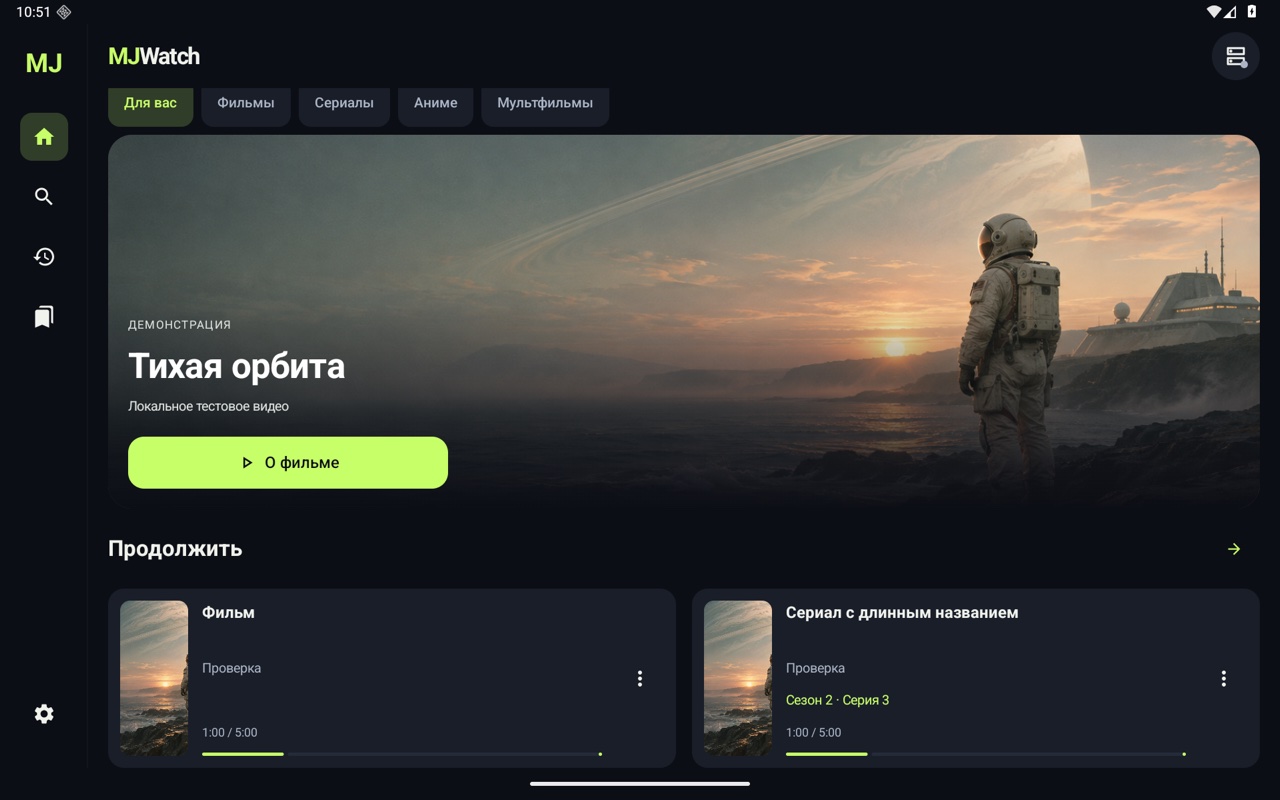 10:51
MJ
MJWatch
Для вас
Фильмы
Сериалы
Аниме
Мультфильмы
ДЕМОНСТРАЦИЯ
Тихая орбита
Локальное тестовое видео
О фильме
Продолжить
Фильм
Проверка
1:00 / 5:00
Сериал с длинным названием
Проверка
Сезон 2 · Серия 3
1:00 / 5:00